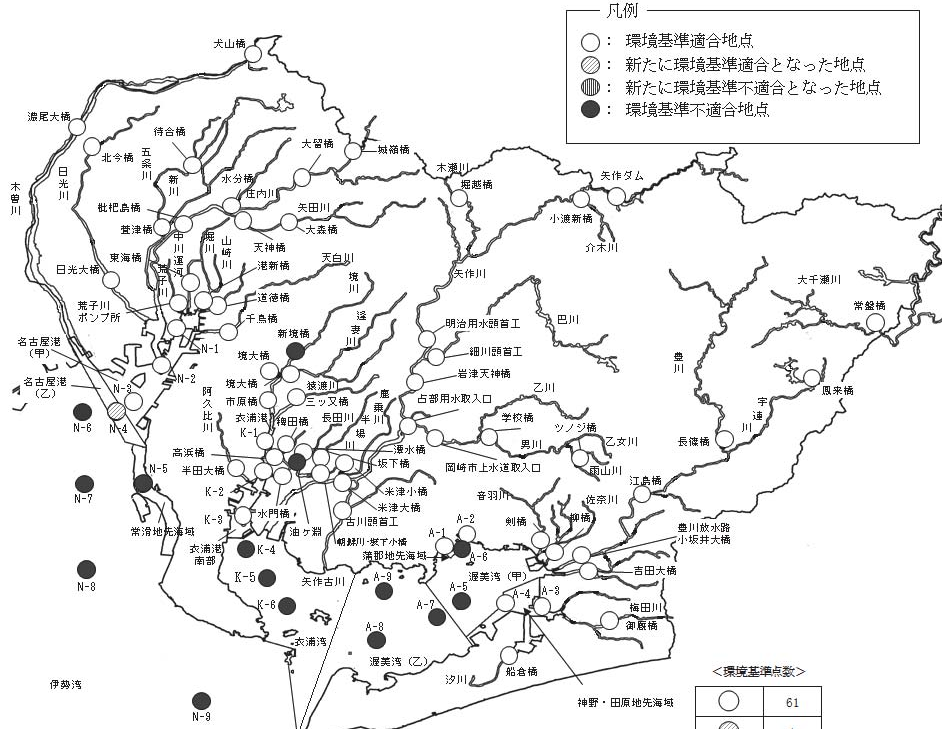 凡例
○： 環境基準適合地点
： 新たに環境基準適合となった地点
： 新たに環境基準不適合となった地点
●： 環境基準不適合地点
犬山橋
濃尾大橋
北今橋
待合橋
五条川
新川
水分橋
庄内川
大留橋
城嶺橋
木曽川
日光川
枇杷島橋
萱津橋
中川運河
堀川
山崎川
矢田川
大森橋
天神橋
木瀬川
堀越橋
矢作ダム
小渡新橋
介木川
東海橋
荒子川
港新橋
天白川
日光大橋
荒子川
ポンプ所
道徳橋
千鳥橋
境川
逢妻川
矢作川
大千瀬川
常盤橋
名古屋港
（甲）
N-1
新境橋
明治用水頭首工
細川頭首工
巴川
豊川
名古屋港
（乙）
N-2
N-3
N-4
境大橋
境大橋
猿渡川
岩津天神橋
鳳来橋
宇連川
N-6
阿久比川
市原橋
三ッ又橋
衣浦港
K-1
稗田橋
長田川
半場川
鹿乗川
占部用水取入口
乙川
学校橋
ツノジ橋
男川
乙女川
長篠橋
高浜橋
半田大橋
潭水橋
坂下橋
岡崎市上水道取入口
雨山川
N-5
N-7
K-2
米津小橋
米津大橋
江島橋
音羽川
佐奈川
K-3
水門橋
油ヶ淵
古川頭首工
剣橋
柳橋
常滑地先海域
衣浦港
南部
K-4
朝鮮川・坂下小橋
蒲郡地先海域
A-1
A-2
A-6
豊川放水路
小坂井大橋
N-8
K-5
矢作古川
A-9
渥美湾（甲）
吉田大橋
K-6
A-5
A-7
A-4
A-3
梅田川
御厩橋
衣浦湾
A-8
渥美湾（乙）
汐川
船倉橋
伊勢湾
N-9
神野・田原地先海域
＜環境基準点数＞
61